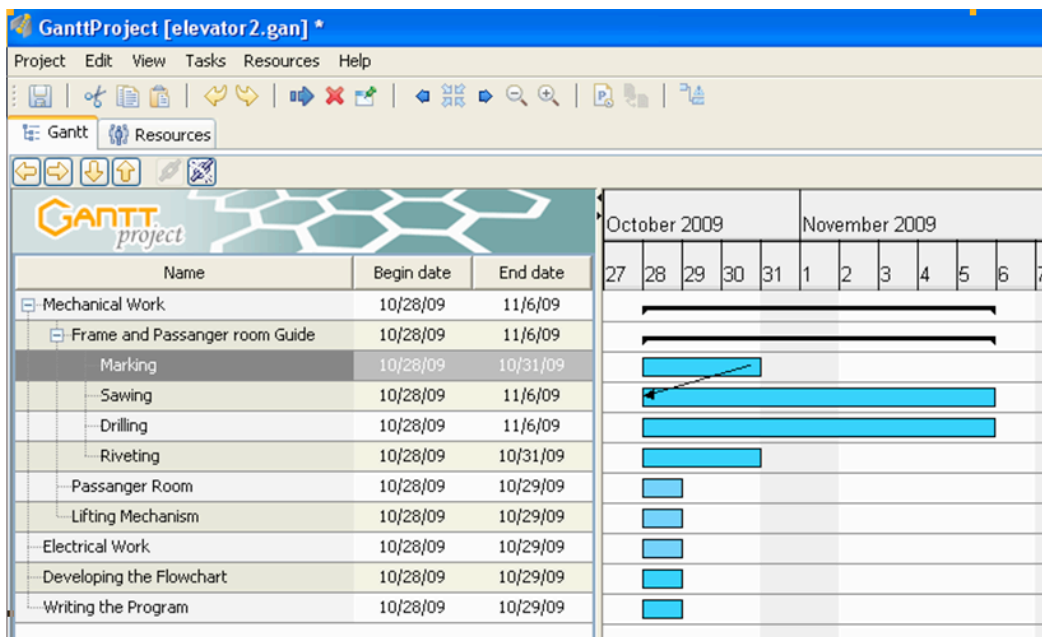 GanttProject [elevator2.gan] *
Project Edit View Tasks Resources Help
Gantt Resources
GANTT project
October 2009 November 2009
Name Begin date End date 27 28 29 30 31 1 2 3 4 5 6 7
Mechanical Work 10/28/09 11/6/09
Frame and Passanger room Guide 10/28/09 11/6/09
Marking 10/28/09 10/31/09
Sawing 10/28/09 11/6/09
Drilling 10/28/09 11/6/09
Riveting 10/28/09 10/31/09
Passanger Room 10/28/09 10/29/09
Lifting Mechanism 10/28/09 10/29/09
Electrical Work 10/28/09 10/29/09
Developing the Flowchart 10/28/09 10/29/09
Writing the Program 10/28/09 10/29/09